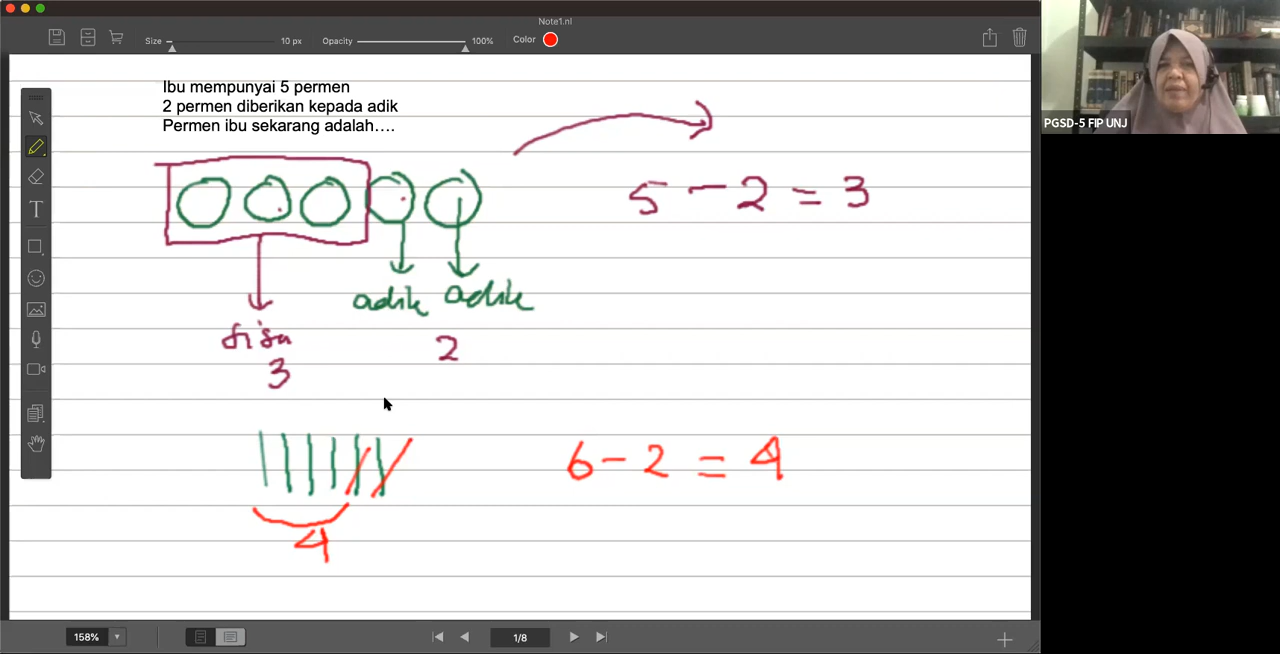 Note1.nl
Size 10 px Opacity 100% Color
Ibu mempunyai 5 permen
2 permen diberikan kepada adik
Permen ibu sekarang adalah....
PGSD-5 FIP UNJ
5 - 2 = 3
adik adik
sisa
2
3
6 - 2 = 4
4
T
158%
1/8